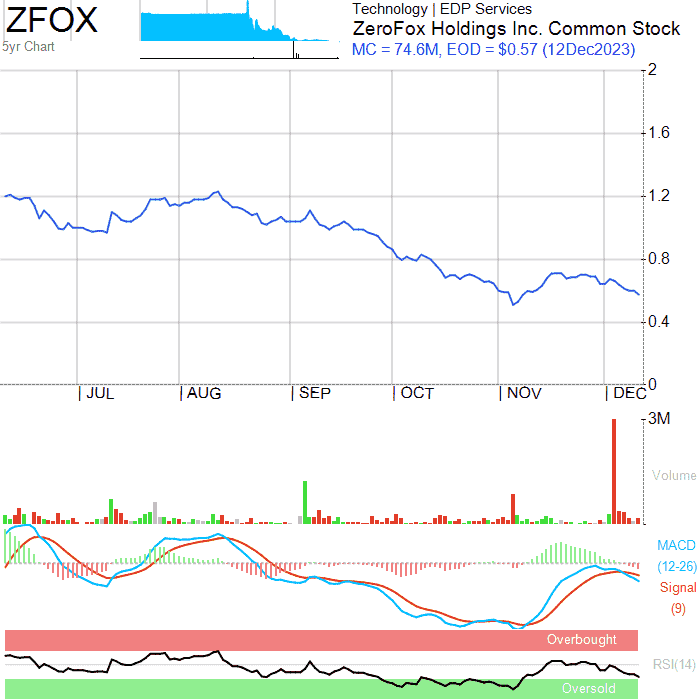 ZFOX
5yr Chart
Technology | EDP Services
ZeroFox Holdings Inc. Common Stock
MC = 74.6M, EOD = $0.57 (12Dec2023)
2
1.6
1.2
0.8
0.4
0
JUL
AUG
SEP
OCT
NOV
DEC
3M
Volume
MACD
(12-26)
Signal
(9)
Overbought
RSI(14)
Oversold